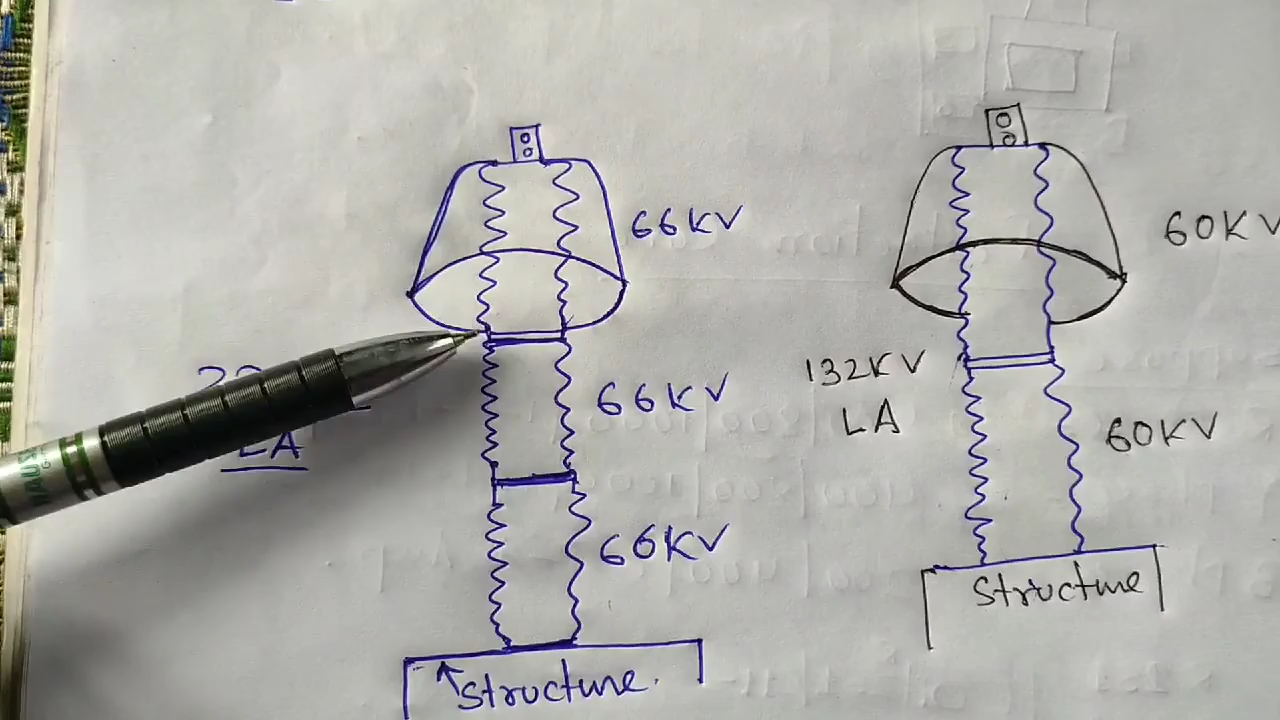 66KV
66KV
66KV
LA
Structure.
60KV
132KV
LA
60KV
Structure